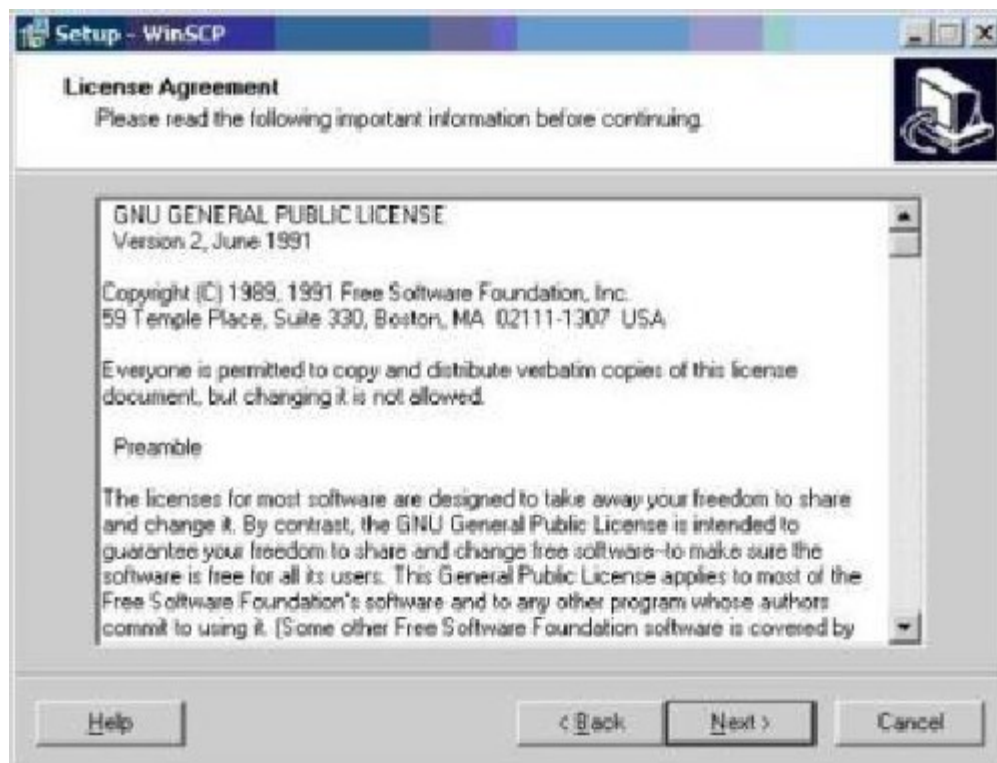 Setup - WinSCP
License Agreement
Please read the following important information before continuing.
GNU GENERAL PUBLIC LICENSE
Version 2, June 1991
Copyright (C) 1989, 1991 Free Software Foundation, Inc.
59 Temple Place, Suite 330, Boston, MA 02111-1307 USA
Everyone is permitted to copy and distribute verbatim copies of this license
document, but changing it is not allowed.
Preamble
The licenses for most software are designed to take away your freedom to share
and change it. By contrast, the GNU General Public License is intended to
guarantee your freedom to share and change free software--to make sure the
software is free for all its users. This General Public License applies to most of the
Free Software Foundation's software and to any other program whose authors
commit to using it. (Some other Free Software Foundation software is covered by
Help
< Back
Next >
Cancel